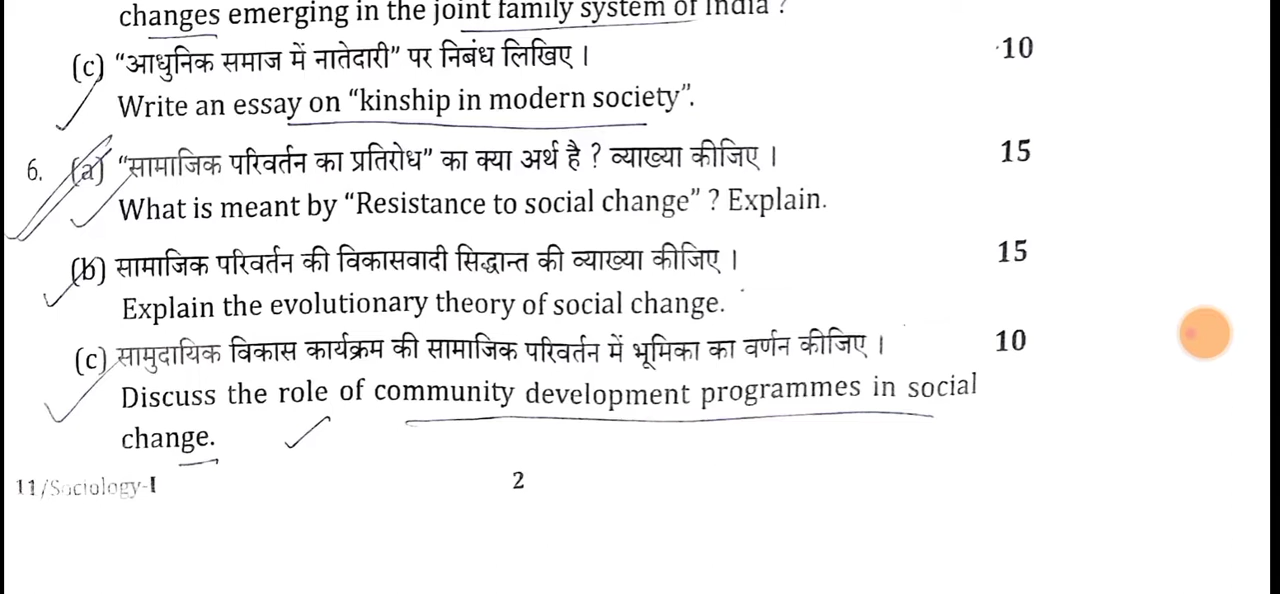 changes emerging in the joint family system of India ?
(c) “आधुनिक समाज में नातेदारी” पर निबंध लिखिए । 10
Write an essay on “kinship in modern society”.
6. (a) “सामाजिक परिवर्तन का प्रतिरोध” का क्या अर्थ है ? व्याख्या कीजिए । 15
What is meant by “Resistance to social change” ? Explain.
(b) सामाजिक परिवर्तन की विकासवादी सिद्धान्त की व्याख्या कीजिए । 15
Explain the evolutionary theory of social change.
(c) सामुदायिक विकास कार्यक्रम की सामाजिक परिवर्तन में भूमिका का वर्णन कीजिए । 10
Discuss the role of community development programmes in social
change.
11/Sociology-I 2